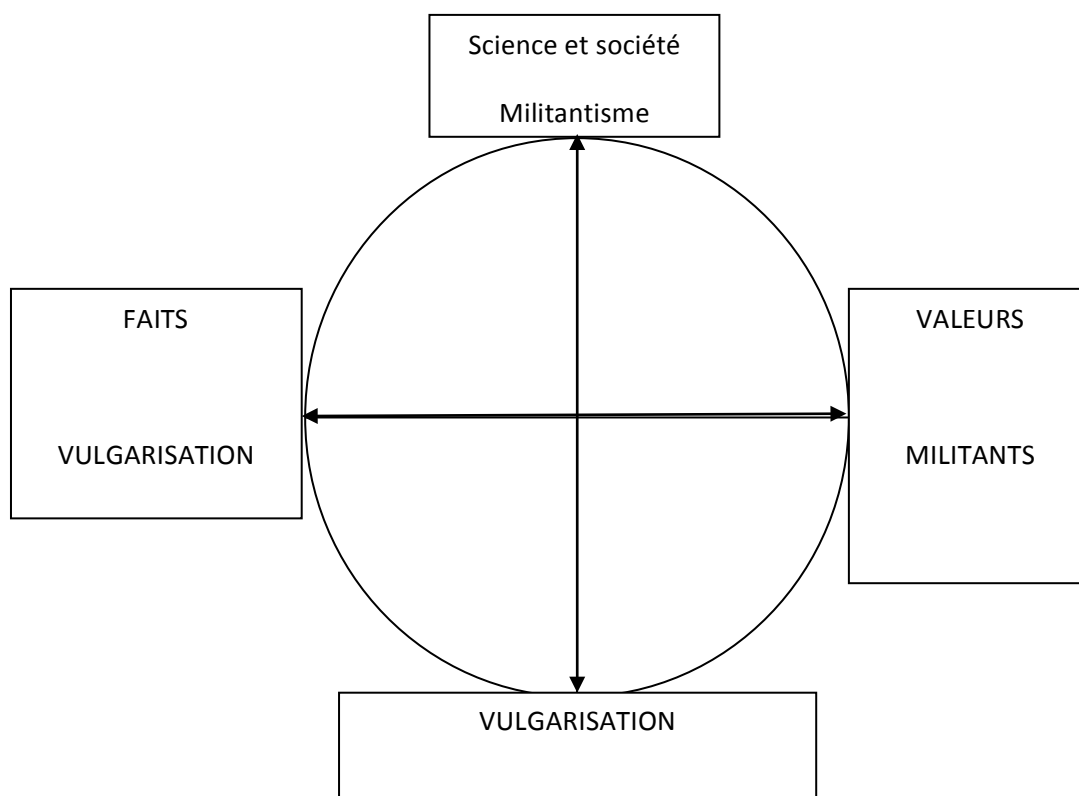 Science et société
Militantisme
FAITS
VULGARISATION
VALEURS
MILITANTS
VULGARISATION